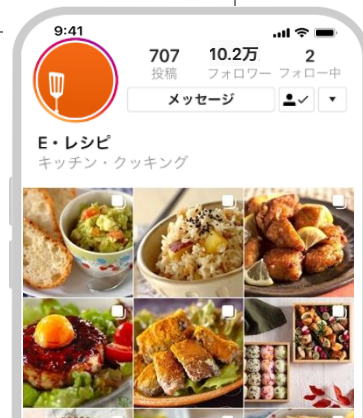 9:41
707 10.2万 2
投稿 フォロワー フォロー中
メッセージ
E・レシピ
キッチン・クッキング